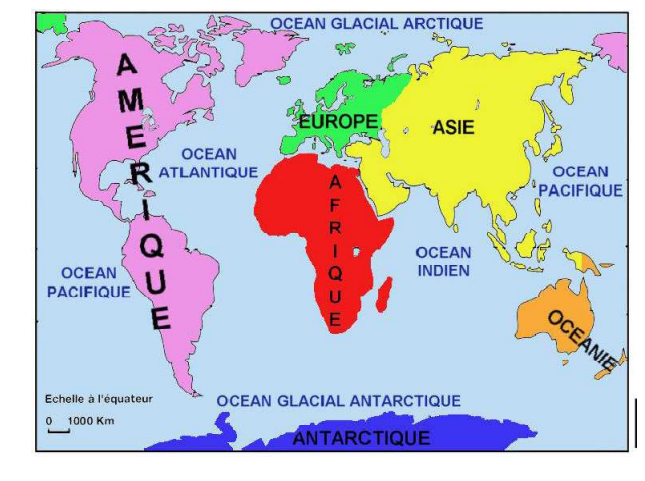 OCEAN GLACIAL ARCTIQUE
AMERIQUE
EUROPE
ASIE
OCEAN
ATLANTIQUE
AFRIQUE
OCEAN
PACIFIQUE
OCEAN
INDIEN
OCEAN
PACIFIQUE
OCEANIE
Echelle à l'équateur
0 1000 Km
OCEAN GLACIAL ANTARCTIQUE
ANTARCTIQUE